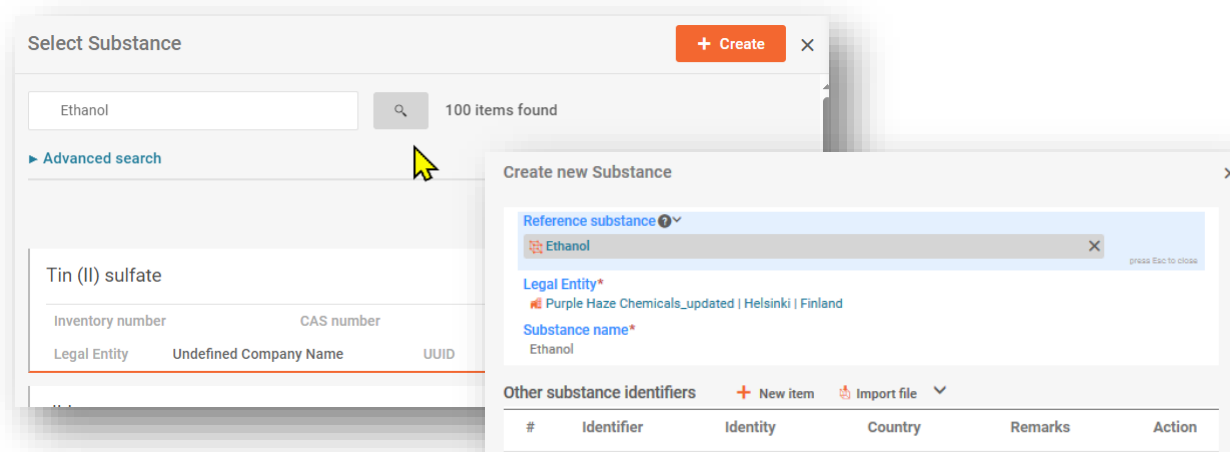 Select Substance
+ Create
Ethanol
100 items found
Advanced search
Tin (II) sulfate
Inventory number CAS number
Legal Entity Undefined Company Name UUID
Create new Substance
Reference substance
Ethanol
press Esc to close
Legal Entity*
Purple Haze Chemicals_updated | Helsinki | Finland
Substance name*
Ethanol
Other substance identifiers + New item Import file
# Identifier Identity Country Remarks Action